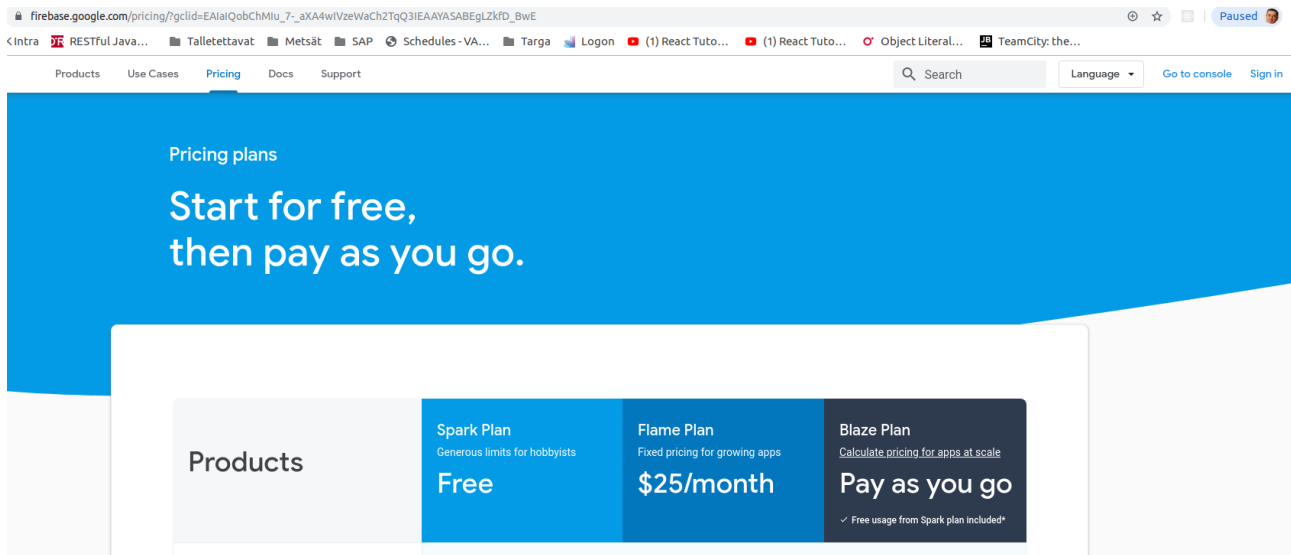 firebase.google.com/pricing/?gclid=EAIaIQobChMIu_7-_aXA4wIVzeWaCh2TqQ3IEAAYASABEgLZkfD_BwE Paused
Intra RESTful Java... Talletettavat Metsät SAP Schedules - VA... Targa Logon (1) React Tuto... (1) React Tuto... Object Literal... TeamCity: the...
Products Use Cases Pricing Docs Support Search Language Go to console Sign in
Pricing plans
Start for free,
then pay as you go.
Products
Spark Plan
Generous limits for hobbyists
Free
Flame Plan
Fixed pricing for growing apps
$25/month
Blaze Plan
Calculate pricing for apps at scale
Pay as you go
✓ Free usage from Spark plan included*